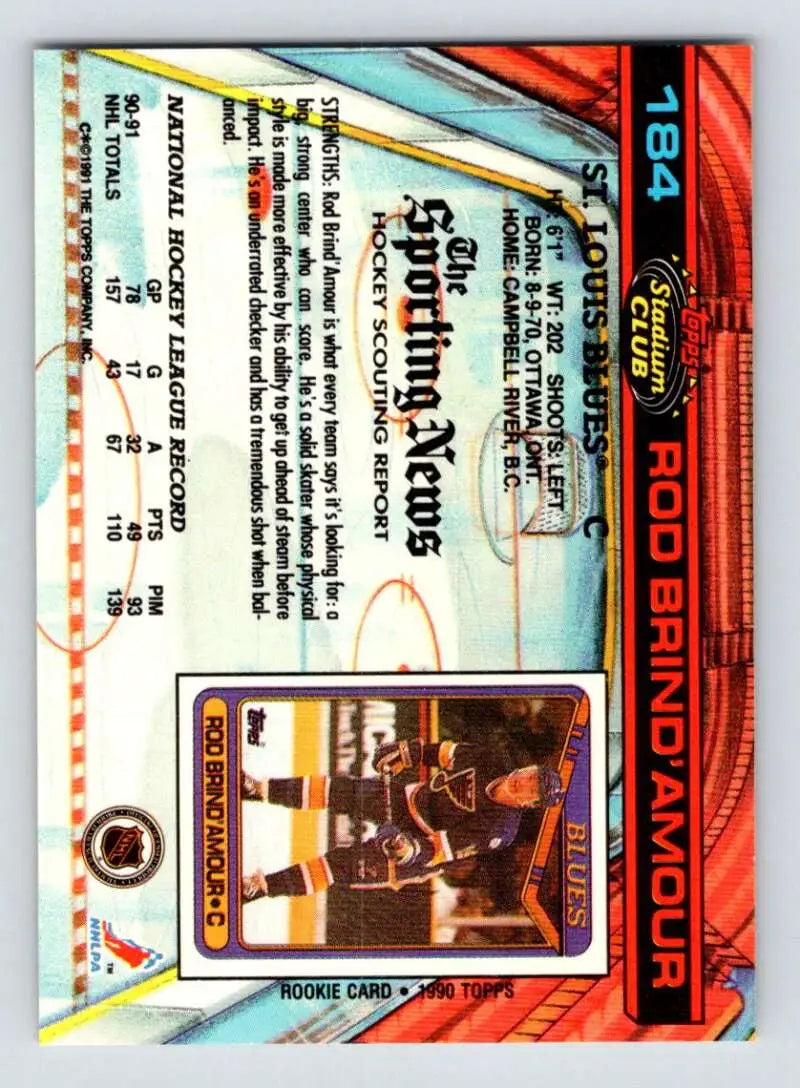 184
topps
Stadium
CLUB
ROD BRIND'AMOUR
ST. LOUIS BLUES® C
HT: 6'1" WT: 202 SHOOTS: LEFT
BORN: 8-9-70, OTTAWA, ONT.
HOME: CAMPBELL RIVER, B.C.
The
Sporting News
HOCKEY SCOUTING REPORT
STRENGTHS: Rod Brind'Amour is what every team says it's looking for: a
big, strong center who can score. He's a solid skater whose physical
style is made more effective by his ability to get up ahead of steam before
impact. He's an underrated checker and has a tremendous shot when bal-
anced.
NATIONAL HOCKEY LEAGUE RECORD
GP G A PTS PIM
90-91 78 17 32 49 93
NHL TOTALS 157 43 67 110 139
C*©1991 THE TOPPS COMPANY, INC.
BLUES
topps
ROD BRIND'AMOUR • C
ROOKIE CARD • 1990 TOPPS
NHL
NHLPA
TM